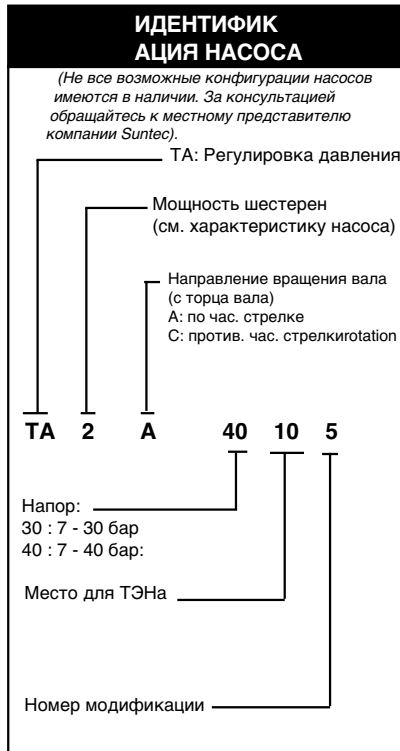 ИДЕНТИФИК
АЦИЯ НАСОСА
(Не все возможные конфигурации насосов
имеются в наличии. За консультацией
обращайтесь к местному представителю
компании Suntec).
TA: Регулировка давления
Мощность шестерен
(см. характеристику насоса)
Направление вращения вала
(с торца вала)
A: по час. стрелке
C: против. час. стрелкиrotation
TA 2 A 40 10 5
Напор:
30 : 7 - 30 бар
40 : 7 - 40 бар:
Место для ТЭНа
Номер модификации